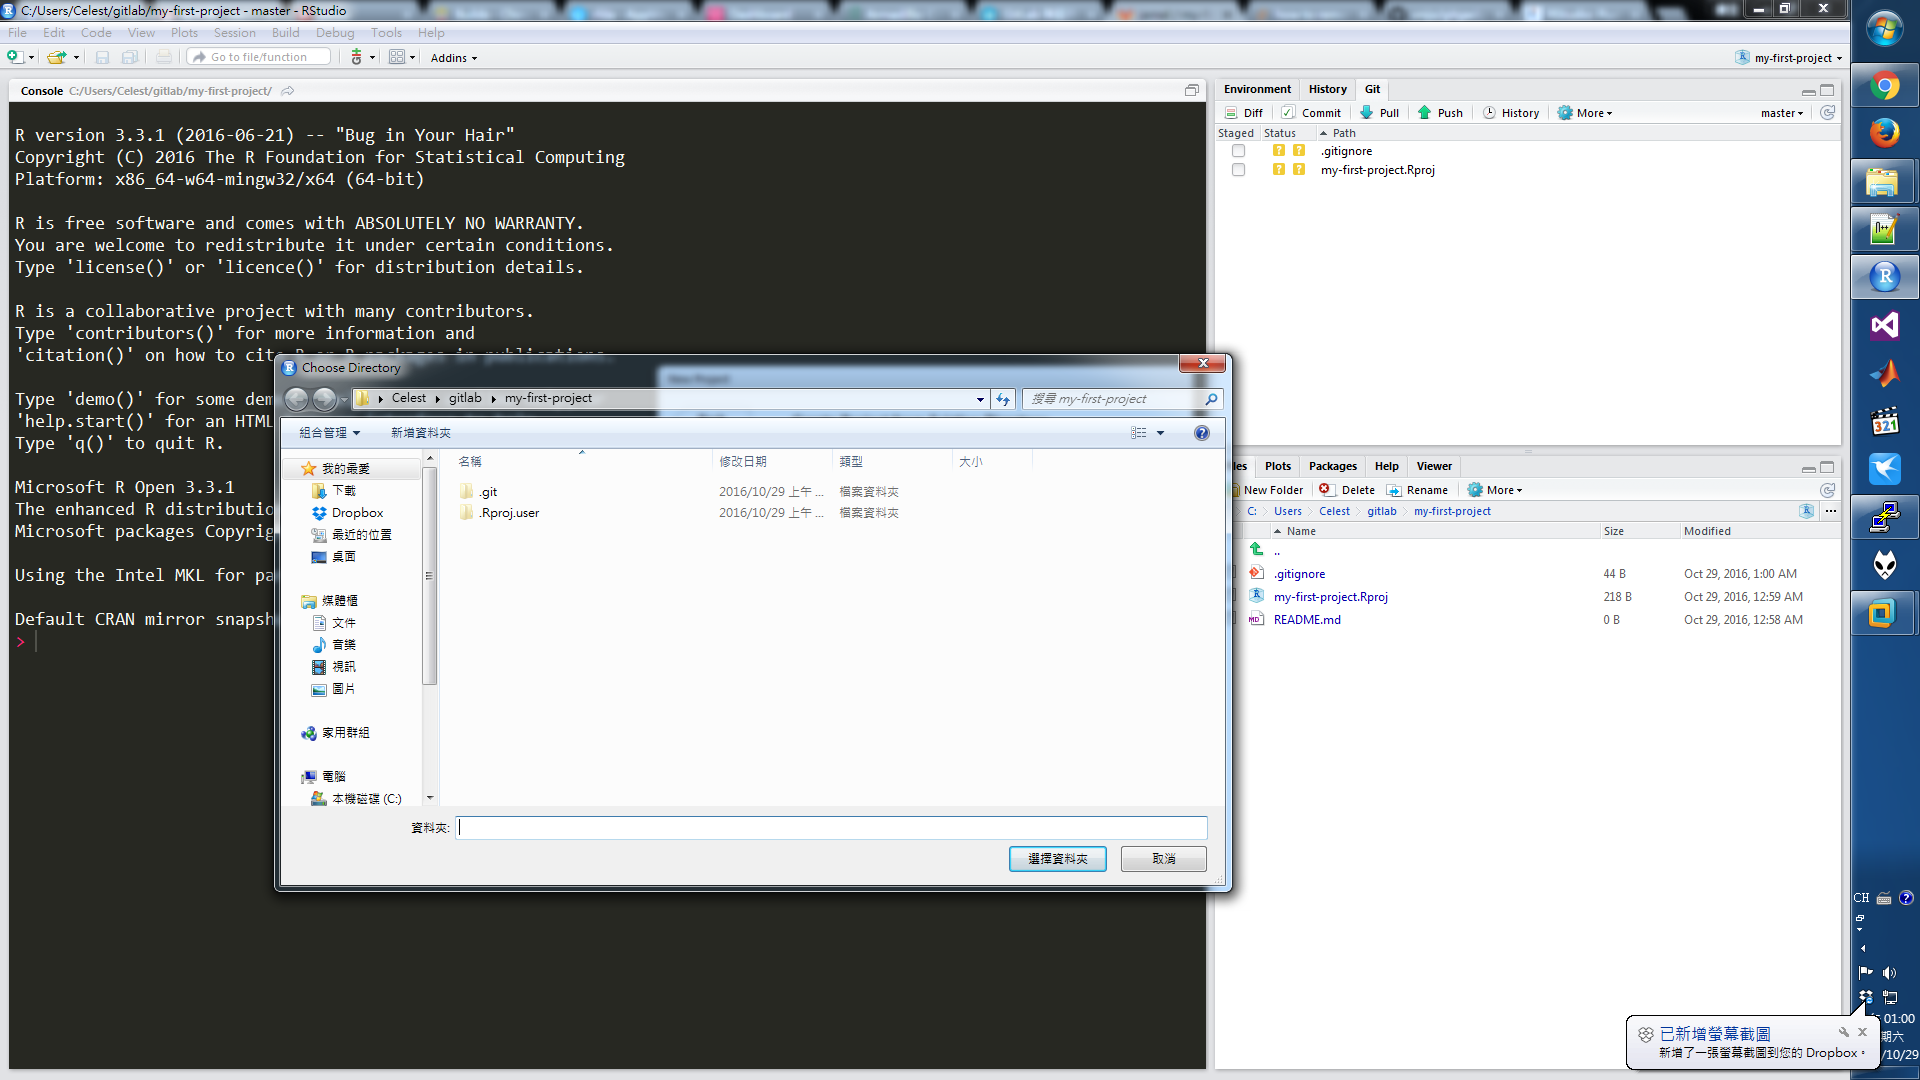 C:/Users/Celest/gitlab/my-first-project - master - RStudio
File Edit Code View Plots Session Build Debug Tools Help
Go to file/function Addins my-first-project
Console C:/Users/Celest/gitlab/my-first-project/
R version 3.3.1 (2016-06-21) -- "Bug in Your Hair"
Copyright (C) 2016 The R Foundation for Statistical Computing
Platform: x86_64-w64-mingw32/x64 (64-bit)
R is free software and comes with ABSOLUTELY NO WARRANTY.
You are welcome to redistribute it under certain conditions.
Type 'license()' or 'licence()' for distribution details.
R is a collaborative project with many contributors.
Type 'contributors()' for more information and
'citation()' on how to cite R or R packages in publications.
Type 'demo()' for some dem
'help.start()' for an HTML
Type 'q()' to quit R.
Microsoft R Open 3.3.1
The enhanced R distributio
Microsoft packages Copyrig
Using the Intel MKL for pa
Default CRAN mirror snapsh
>
Environment History Git
Diff Commit Pull Push History More master
Staged Status Path
? ? .gitignore
? ? my-first-project.Rproj
Choose Directory
New Project
Celest gitlab my-first-project
搜尋 my-first-project
組合管理 新增資料夾
我的最愛
下載
Dropbox
最近的位置
桌面
媒體櫃
文件
音樂
視訊
圖片
家用群組
電腦
本機磁碟 (C:)
名稱 修改日期 類型 大小
.git 2016/10/29 上午 ... 檔案資料夾
.Rproj.user 2016/10/29 上午 ... 檔案資料夾
資料夾:
選擇資料夾 取消
les Plots Packages Help Viewer
New Folder Delete Rename More
C: Users Celest gitlab my-first-project
Name Size Modified
..
.gitignore 44 B Oct 29, 2016, 1:00 AM
my-first-project.Rproj 218 B Oct 29, 2016, 12:59 AM
README.md 0 B Oct 29, 2016, 12:58 AM
CH
01:00
期六
/10/29
已新增螢幕截圖
新增了一張螢幕截圖到您的 Dropbox。